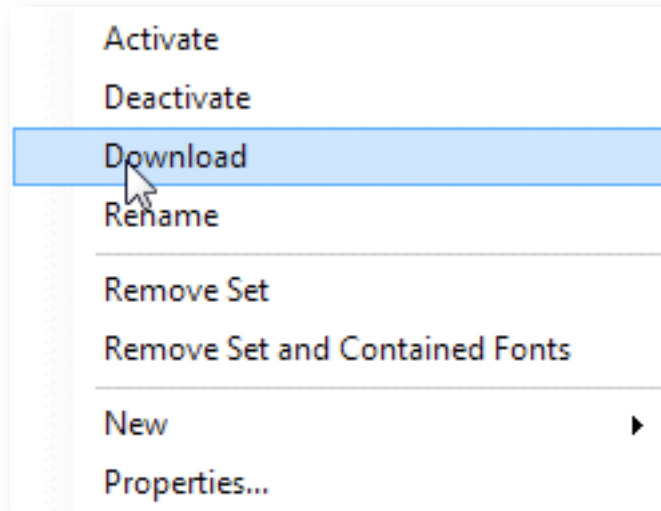 Activate
Deactivate
Download
Rename
Remove Set
Remove Set and Contained Fonts
New
Properties...